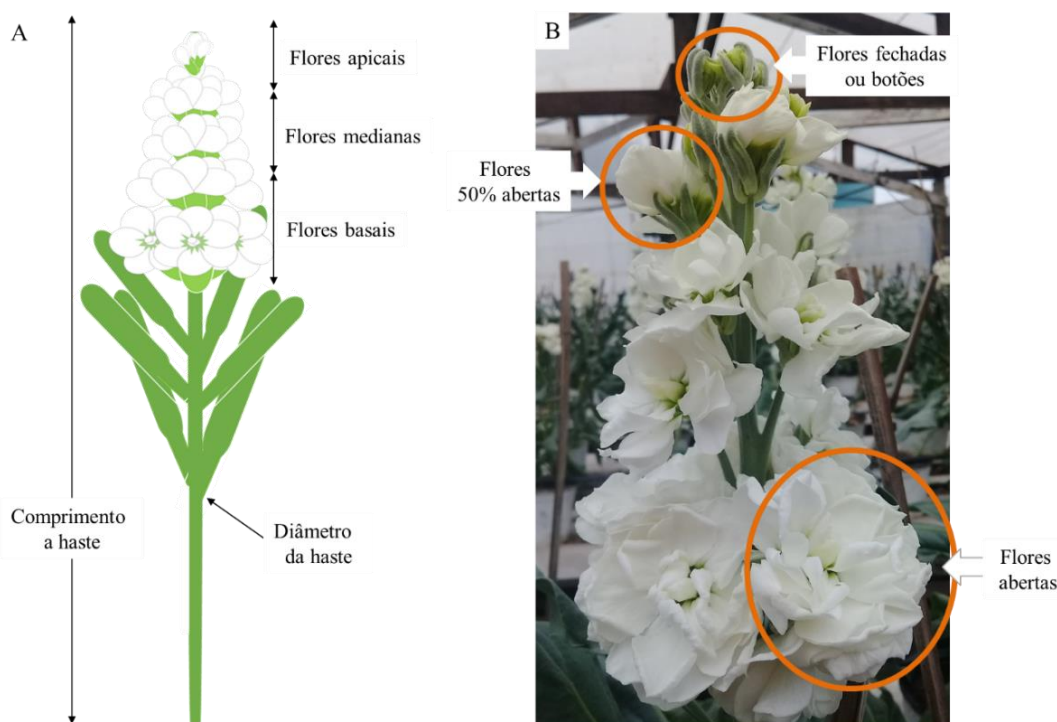 A
Flores apicais
Flores medianas
Flores basais
Comprimento
a haste
Diâmetro
da haste
B
Flores fechadas
ou botões
Flores
50% abertas
Flores
abertas